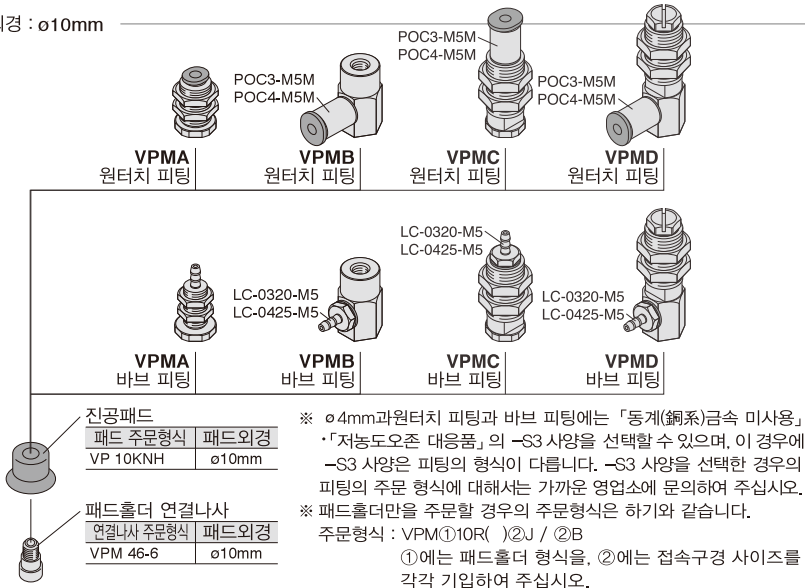 외경 : ø10mm
POC3-M5M
POC4-M5M
POC3-M5M
POC4-M5M
POC3-M5M
POC4-M5M
VPMA
원터치 피팅
VPMB
원터치 피팅
VPMC
원터치 피팅
VPMD
원터치 피팅
LC-0320-M5
LC-0425-M5
LC-0320-M5
LC-0425-M5
LC-0320-M5
LC-0425-M5
VPMA
바브 피팅
VPMB
바브 피팅
VPMC
바브 피팅
VPMD
바브 피팅
진공패드
패드 주문형식 패드외경
VP 10KNH ø10mm
패드홀더 연결나사
연결나사 주문형식 패드외경
VPM 46-6 ø10mm
※ ø4mm과원터치 피팅과 바브 피팅에는 「동계(銅系)금속 미사용」
·「저농도오존 대응품」의 –S3 사양을 선택할 수 있으며, 이 경우에
–S3 사양은 피팅의 형식이 다릅니다. –S3 사양을 선택한 경우의
피팅의 주문 형식에 대해서는 가까운 영업소에 문의하여 주십시오.
※ 패드홀더만을 주문할 경우의 주문형식은 하기와 같습니다.
주문형식 : VPM①10R( )②J / ②B
①에는 패드홀더 형식을, ②에는 접속구경 사이즈를
각각 기입하여 주십시오.